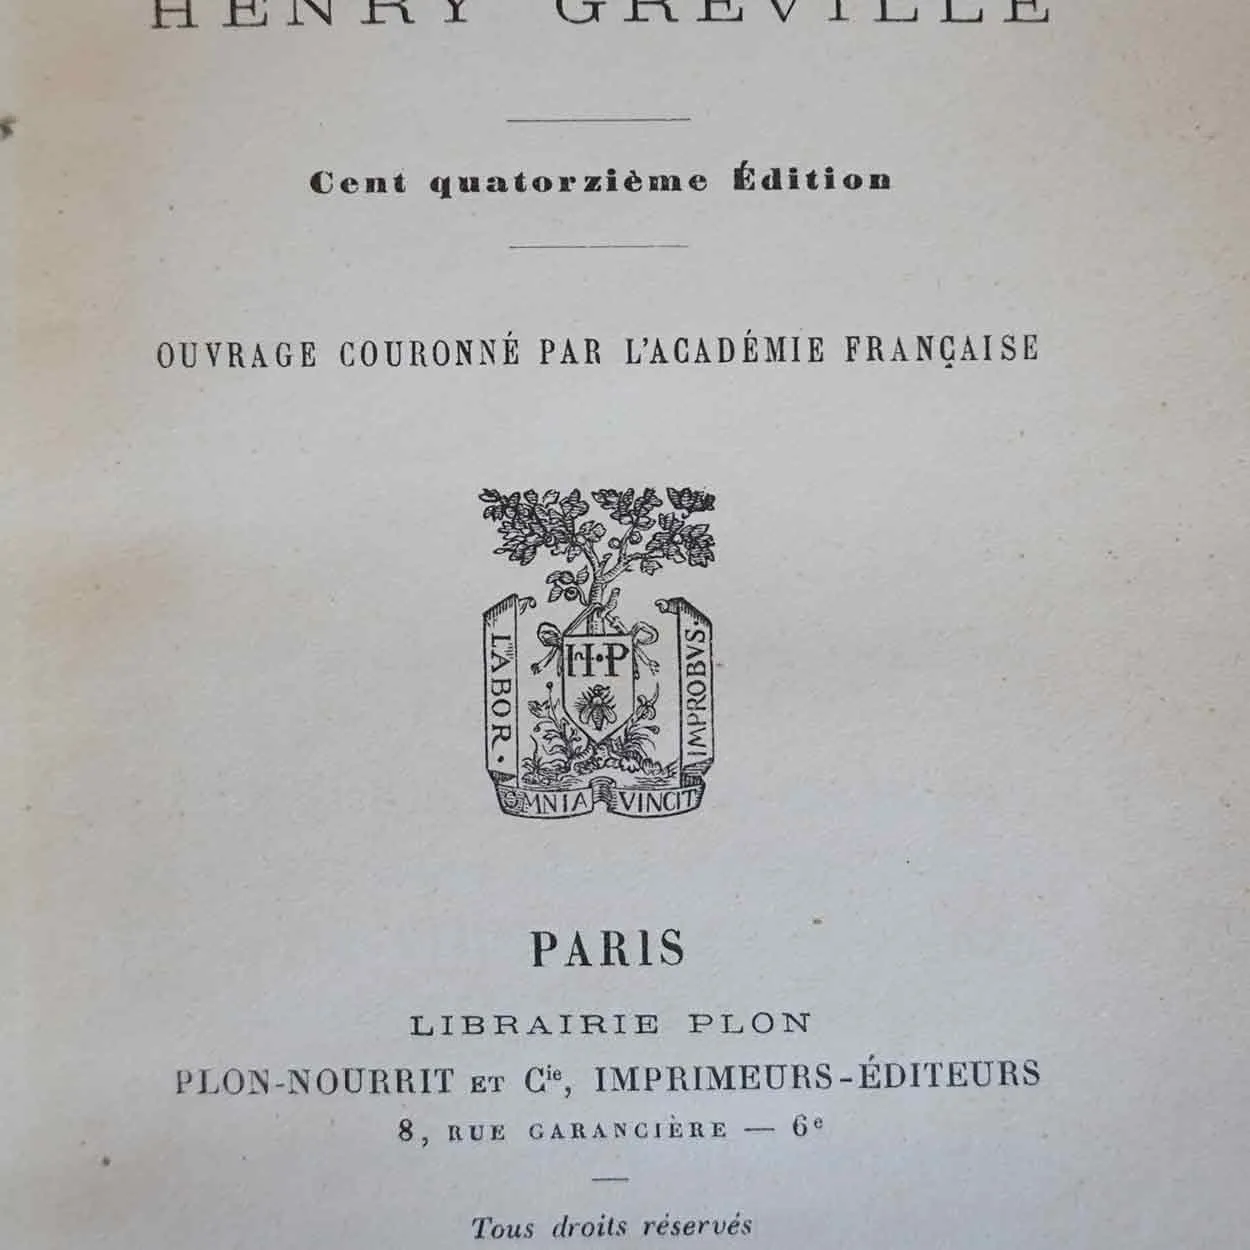 HENRY GRÉVILLE
Cent quatorzième Édition
OUVRAGE COURONNÉ PAR L'ACADÉMIE FRANÇAISE
LABOR.
H·P
IMPROBVS.
OMNIA VINCIT
PARIS
LIBRAIRIE PLON
PLON-NOURRIT ET Cie, IMPRIMEURS-ÉDITEURS
8, RUE GARANCIÈRE — 6e
Tous droits réservés